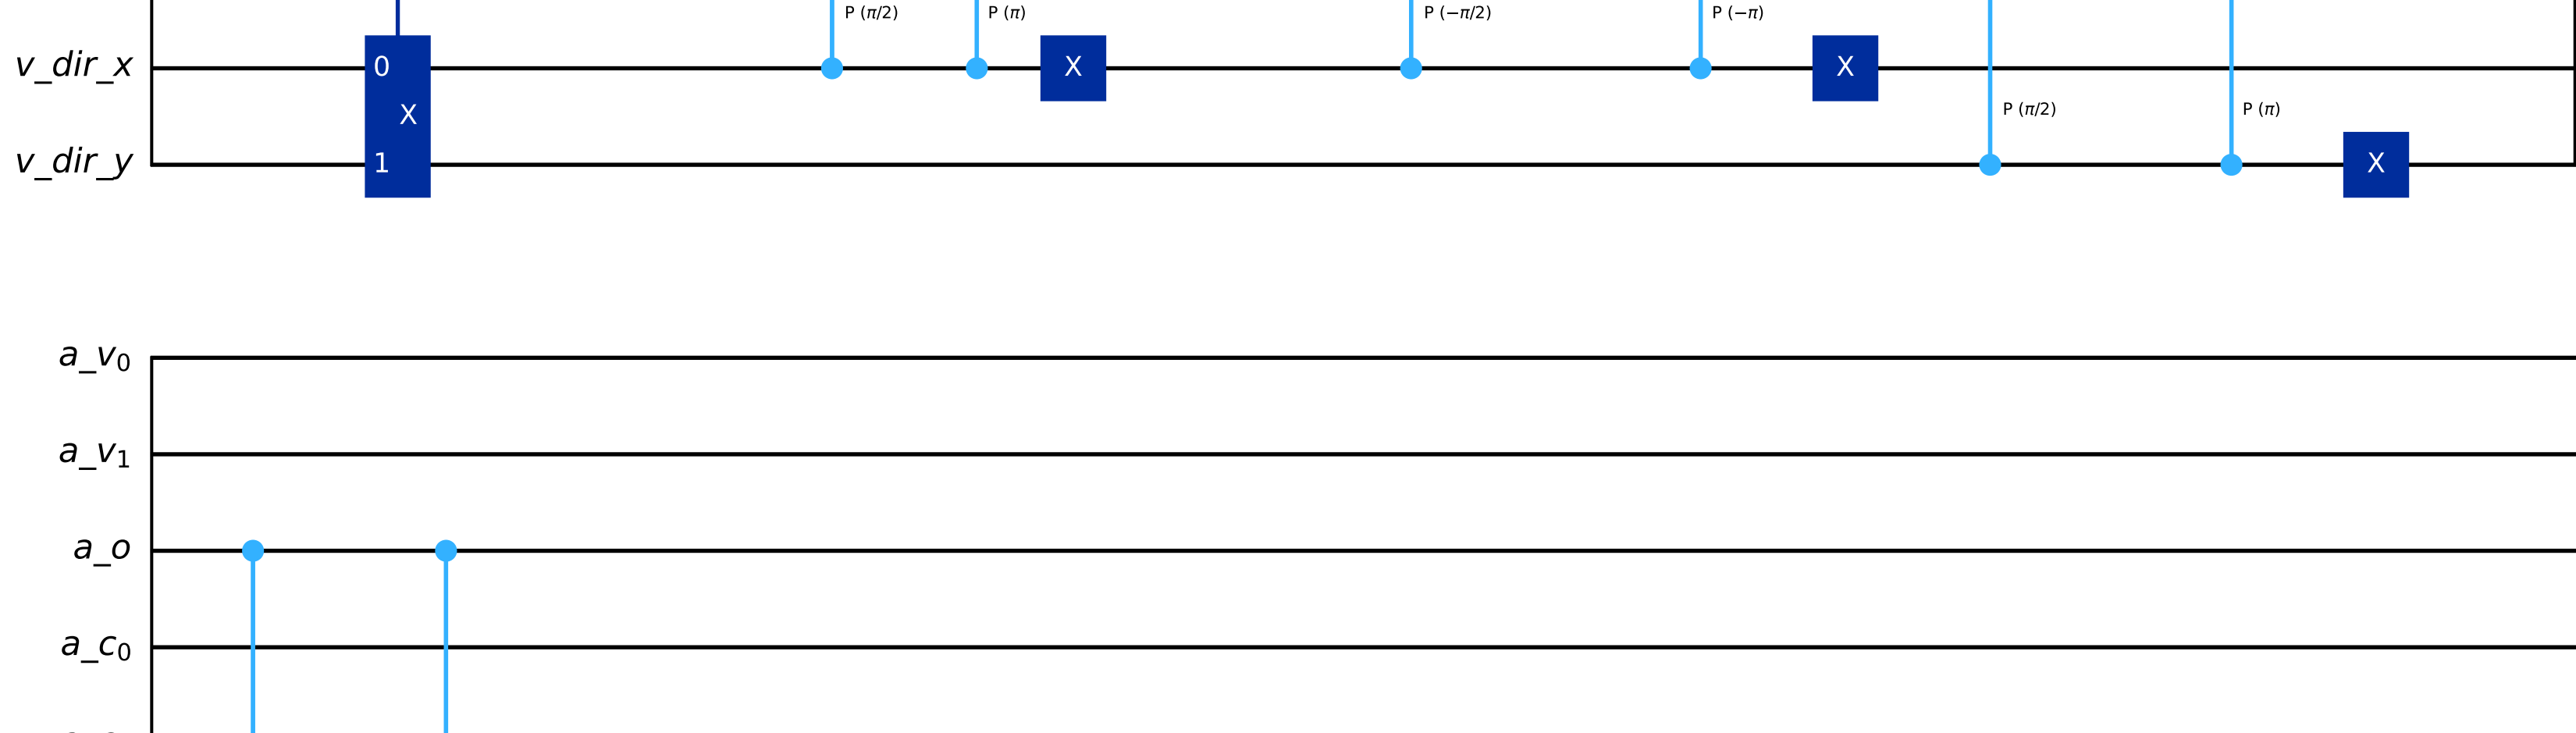 P (π/2) P (π) P (−π/2) P (−π)
v_dir_x 0 X X
X P (π/2) P (π)
v_dir_y 1 X
a_v₀
a_v₁
a_o
a_c₀